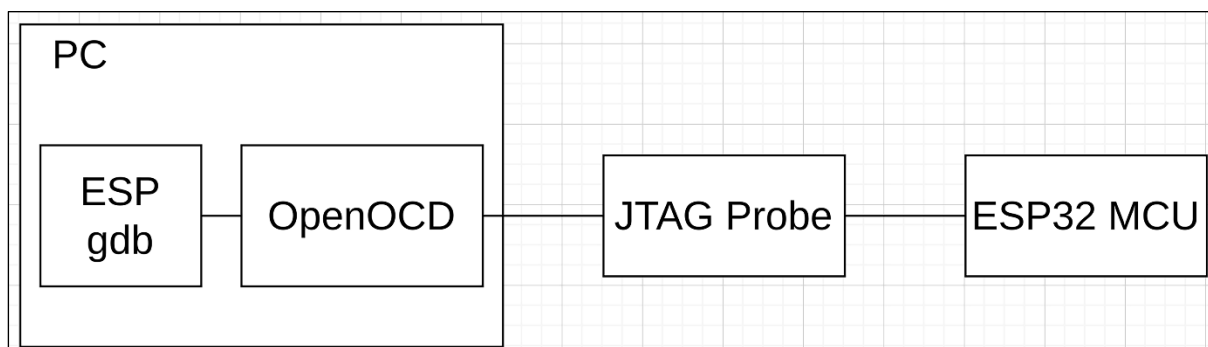 PC
ESP
gdb
OpenOCD
JTAG Probe
ESP32 MCU